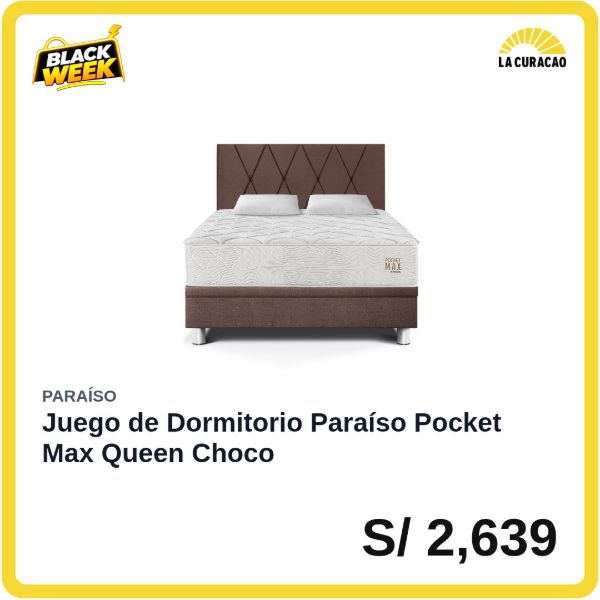 BLACK
WEEK
LA CURACAO
POCKET
MAX
PARAÍSO
Juego de Dormitorio Paraíso Pocket
Max Queen Choco
S/ 2,639